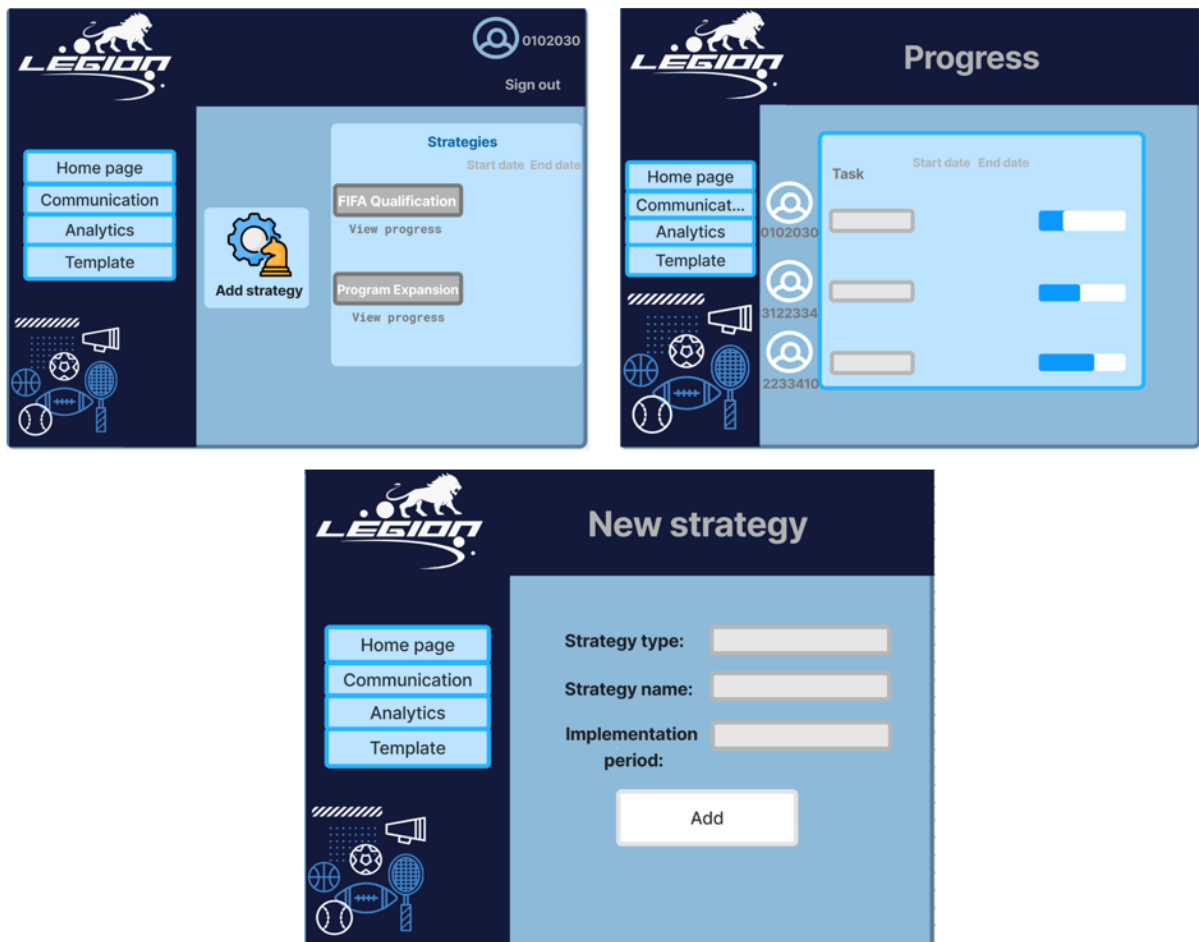 LEGION
0102030
Sign out
Home page
Communication
Analytics
Template
Add strategy
Strategies
Start date End date
FIFA Qualification
View progress
Program Expansion
View progress
LEGION
Progress
Home page
Communicat...
Analytics
Template
0102030
3122334
2233410
Task
Start date End date
LEGION
New strategy
Home page
Communication
Analytics
Template
Strategy type:
Strategy name:
Implementation
period:
Add